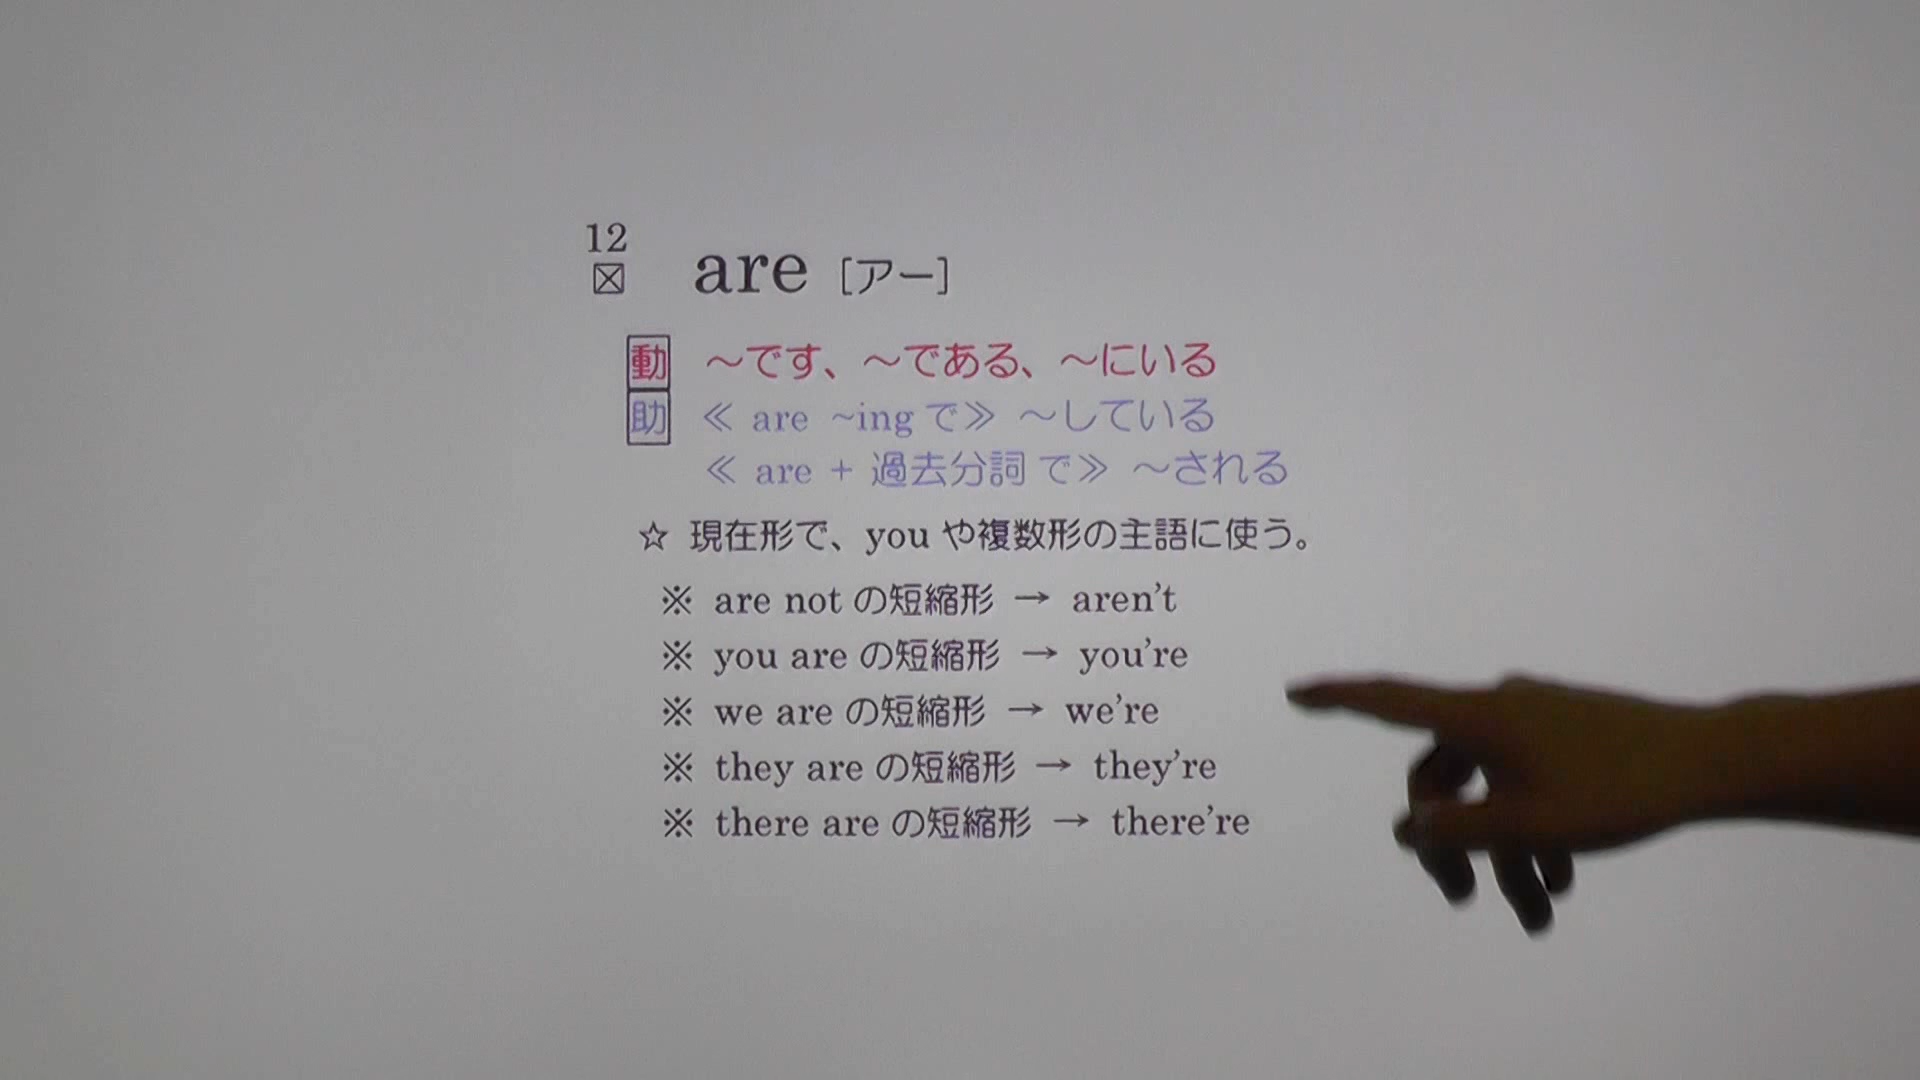 12
☒ are [アー]
動 ～です、～である、～にいる
助 ≪ are ~ing で≫ ～している
≪ are + 過去分詞 で≫ ～される
☆ 現在形で、you や複数形の主語に使う。
※ are not の短縮形 → aren't
※ you are の短縮形 → you're
※ we are の短縮形 → we're
※ they are の短縮形 → they're
※ there are の短縮形 → there're